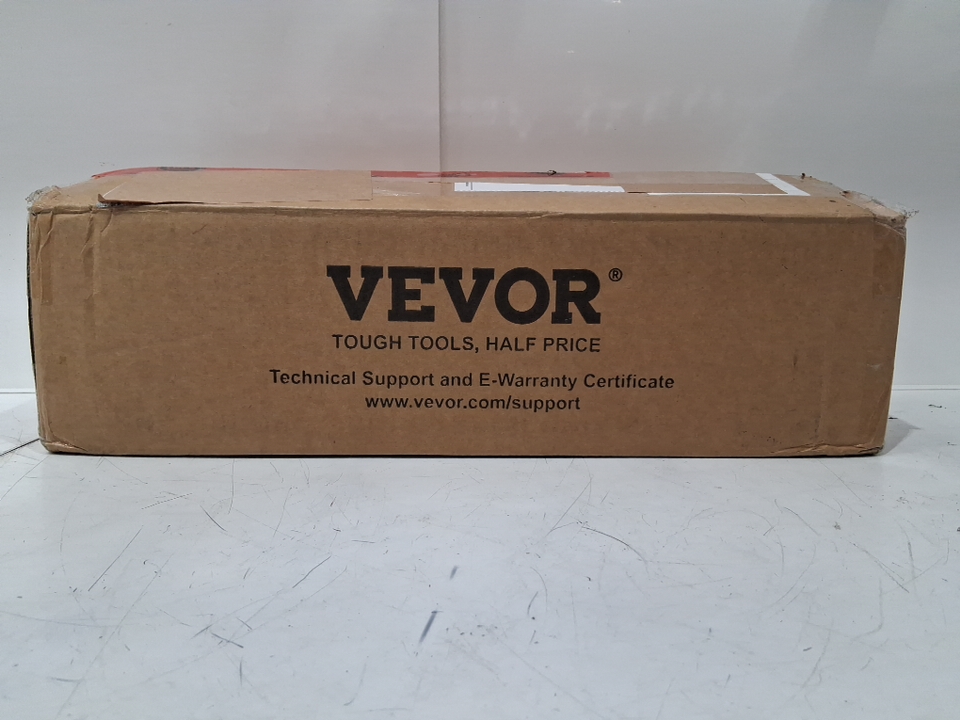 VEVOR®
TOUGH TOOLS, HALF PRICE
Technical Support and E-Warranty Certificate
www.vevor.com/support